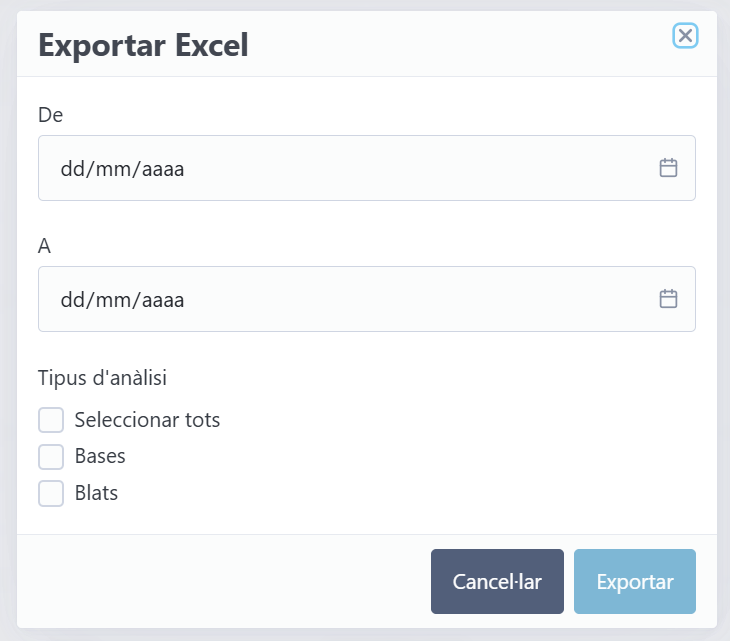 Exportar Excel
De
dd/mm/aaaa
A
dd/mm/aaaa
Tipus d'anàlisi
Seleccionar tots
Bases
Blats
Cancel·lar
Exportar